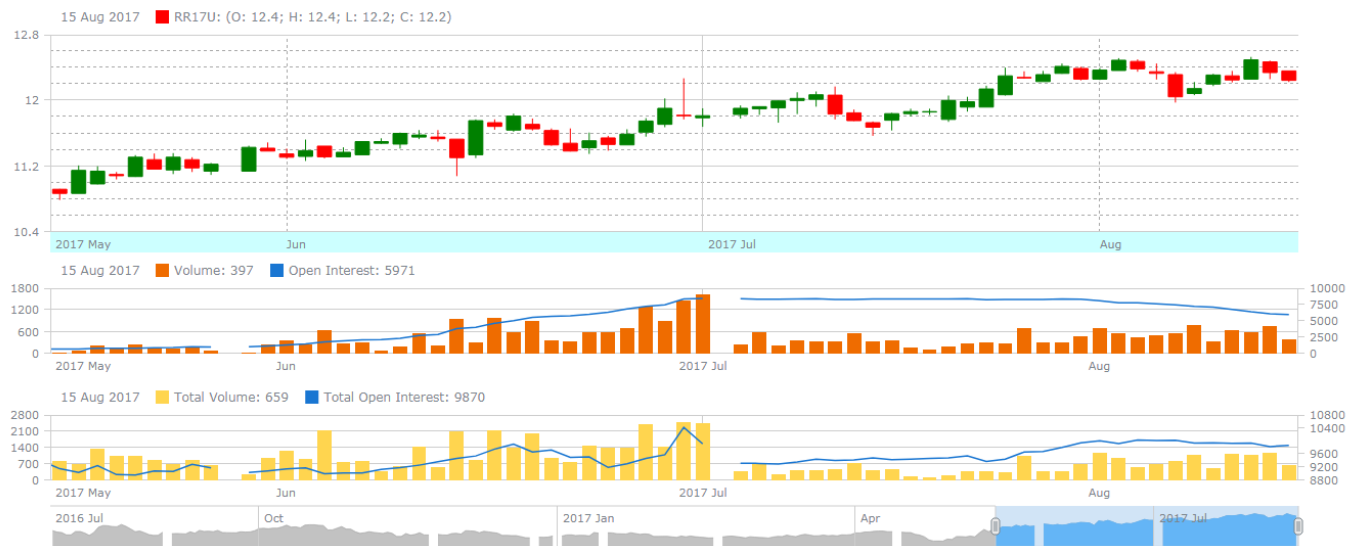 15 Aug 2017 RR17U: (O: 12.4; H: 12.4; L: 12.2; C: 12.2)
12.8
12
11.2
10.4
2017 May Jun 2017 Jul Aug
15 Aug 2017 Volume: 397 Open Interest: 5971
1800 10000
7500
1200
5000
600
2500
0 0
2017 May Jun 2017 Jul Aug
15 Aug 2017 Total Volume: 659 Total Open Interest: 9870
2800 10800
2100 10400
1400
9600
700
9200
0 8800
2017 May Jun 2017 Jul Aug
2016 Jul Oct 2017 Jan Apr 2017 Jul